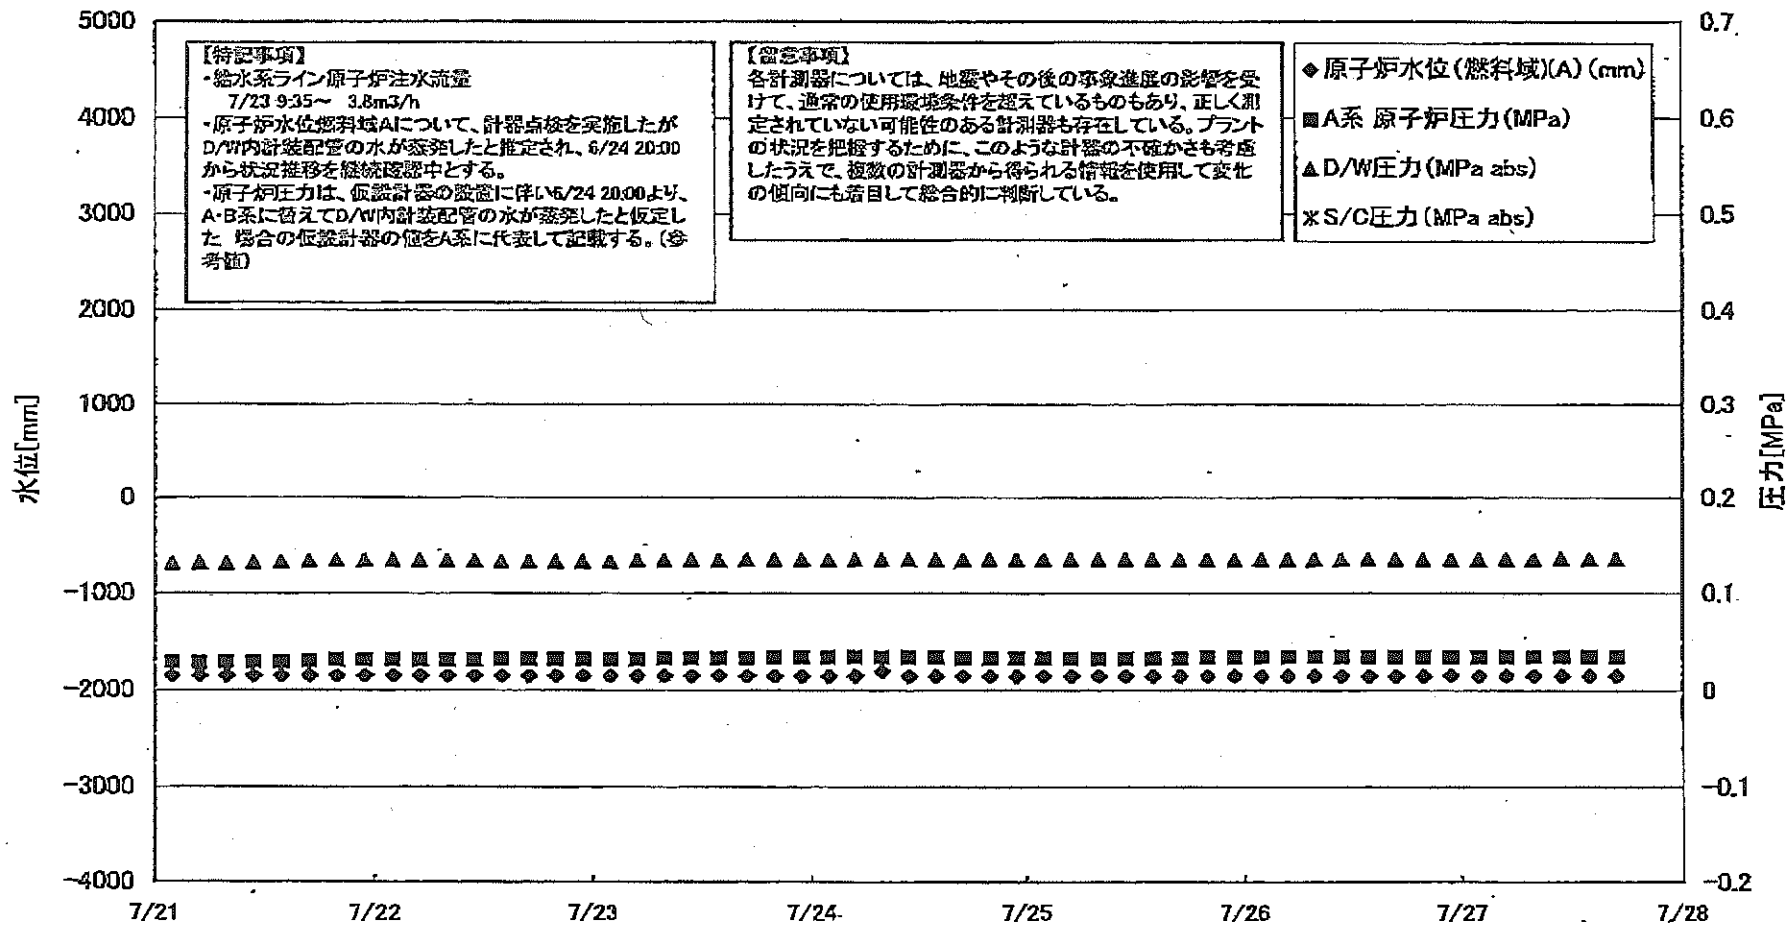 【特記事項】
・給水系ライン原子炉注水流量
7/23 9:35～ 3.8m3/h
・原子炉水位燃料域Aについて、計器点検を実施したが
D/W内計装配管の水が蒸発したと推定され、6/24 20:00
から状況推移を継続確認中とする。
・原子炉圧力は、仮設計器の設置に伴い6/24 20:00より、
A・B系に替えてD/W内計装配管の水が蒸発したと仮定し
た 場合の仮設計器の値をA系に代表して記載する。(参
考値)
【留意事項】
各計測器については、地震やその後の事象進展の影響を受
けて、通常の使用環境条件を超えているものもあり、正しく測
定されていない可能性のある計測器も存在している。プラント
の状況を把握するために、このような計器の不確かさも考慮
したうえで、複数の計測器から得られる情報を使用して変化
の傾向にも着目して総合的に判断している。
◆原子炉水位(燃料域)(A)(mm)
■A系 原子炉圧力(MPa)
▲D/W圧力(MPa abs)
ж S/C圧力(MPa abs)
水位[mm]
5000
4000
3000
2000
1000
0
-1000
-2000
-3000
-4000
圧力[MPa]
0.7
0.6
0.5
0.4
0.3
0.2
0.1
0
-0.1
-0.2
7/21
7/22
7/23
7/24
7/25
7/26
7/27
7/28